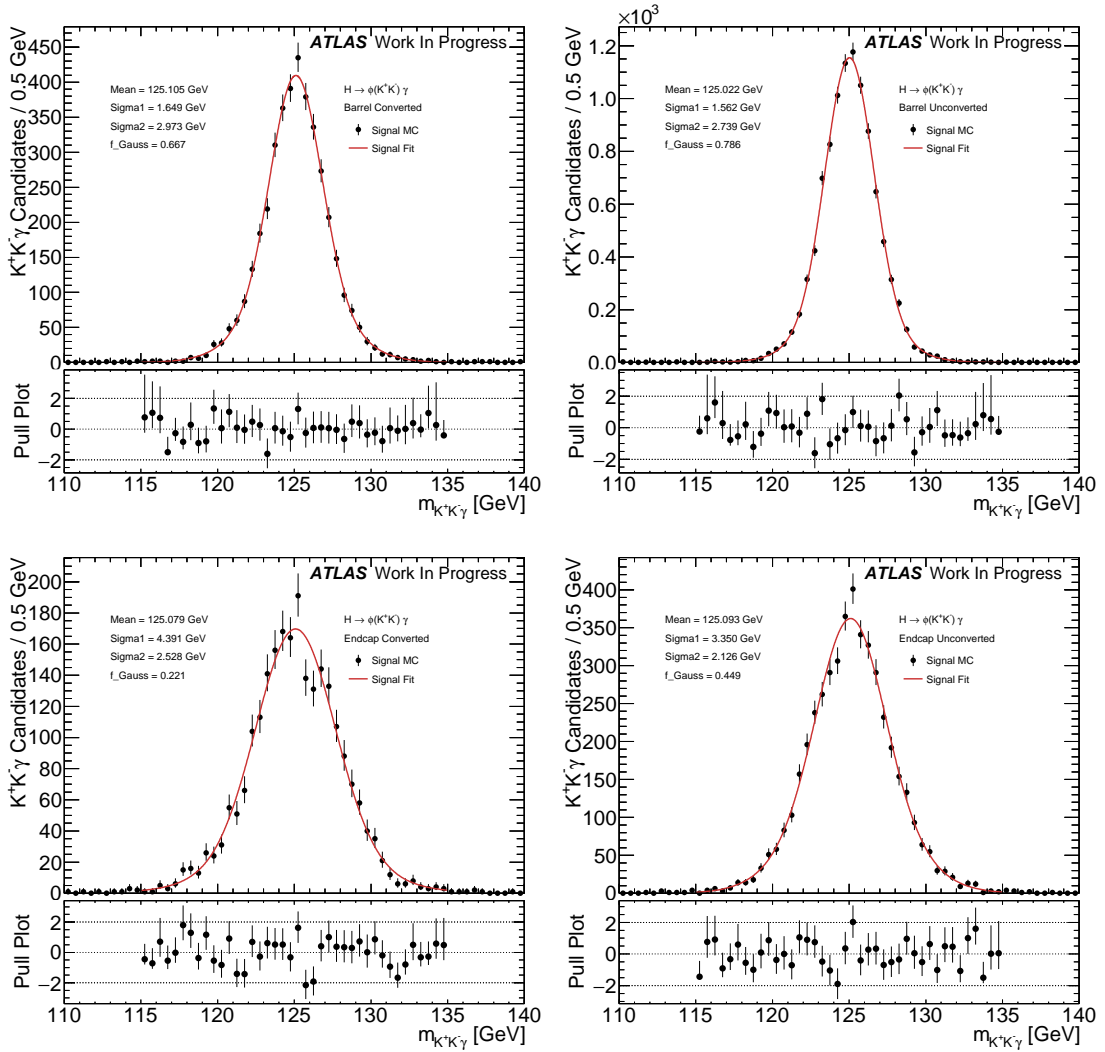 ATLAS Work In Progress
K⁺K⁻γ Candidates / 0.5 GeV
450
400
350
300
250
200
150
100
50
0
Mean = 125.105 GeV
Sigma1 = 1.649 GeV
Sigma2 = 2.973 GeV
f_Gauss = 0.667
H → φ(K⁺K⁻) γ
Barrel Converted
Signal MC
Signal Fit
Pull Plot
2
0
−2
110 115 120 125 130 135 140
m_K⁺K⁻γ [GeV]
×10³
ATLAS Work In Progress
K⁺K⁻γ Candidates / 0.5 GeV
1.2
1.0
0.8
0.6
0.4
0.2
0.0
Mean = 125.022 GeV
Sigma1 = 1.562 GeV
Sigma2 = 2.739 GeV
f_Gauss = 0.786
H → φ(K⁺K⁻) γ
Barrel Unconverted
Signal MC
Signal Fit
Pull Plot
2
0
−2
110 115 120 125 130 135 140
m_K⁺K⁻γ [GeV]
ATLAS Work In Progress
K⁺K⁻γ Candidates / 0.5 GeV
200
180
160
140
120
100
80
60
40
20
0
Mean = 125.079 GeV
Sigma1 = 4.391 GeV
Sigma2 = 2.528 GeV
f_Gauss = 0.221
H → φ(K⁺K⁻) γ
Endcap Converted
Signal MC
Signal Fit
Pull Plot
2
0
−2
110 115 120 125 130 135 140
m_K⁺K⁻γ [GeV]
ATLAS Work In Progress
K⁺K⁻γ Candidates / 0.5 GeV
400
350
300
250
200
150
100
50
0
Mean = 125.093 GeV
Sigma1 = 3.350 GeV
Sigma2 = 2.126 GeV
f_Gauss = 0.449
H → φ(K⁺K⁻) γ
Endcap Unconverted
Signal MC
Signal Fit
Pull Plot
2
0
−2
110 115 120 125 130 135 140
m_K⁺K⁻γ [GeV]